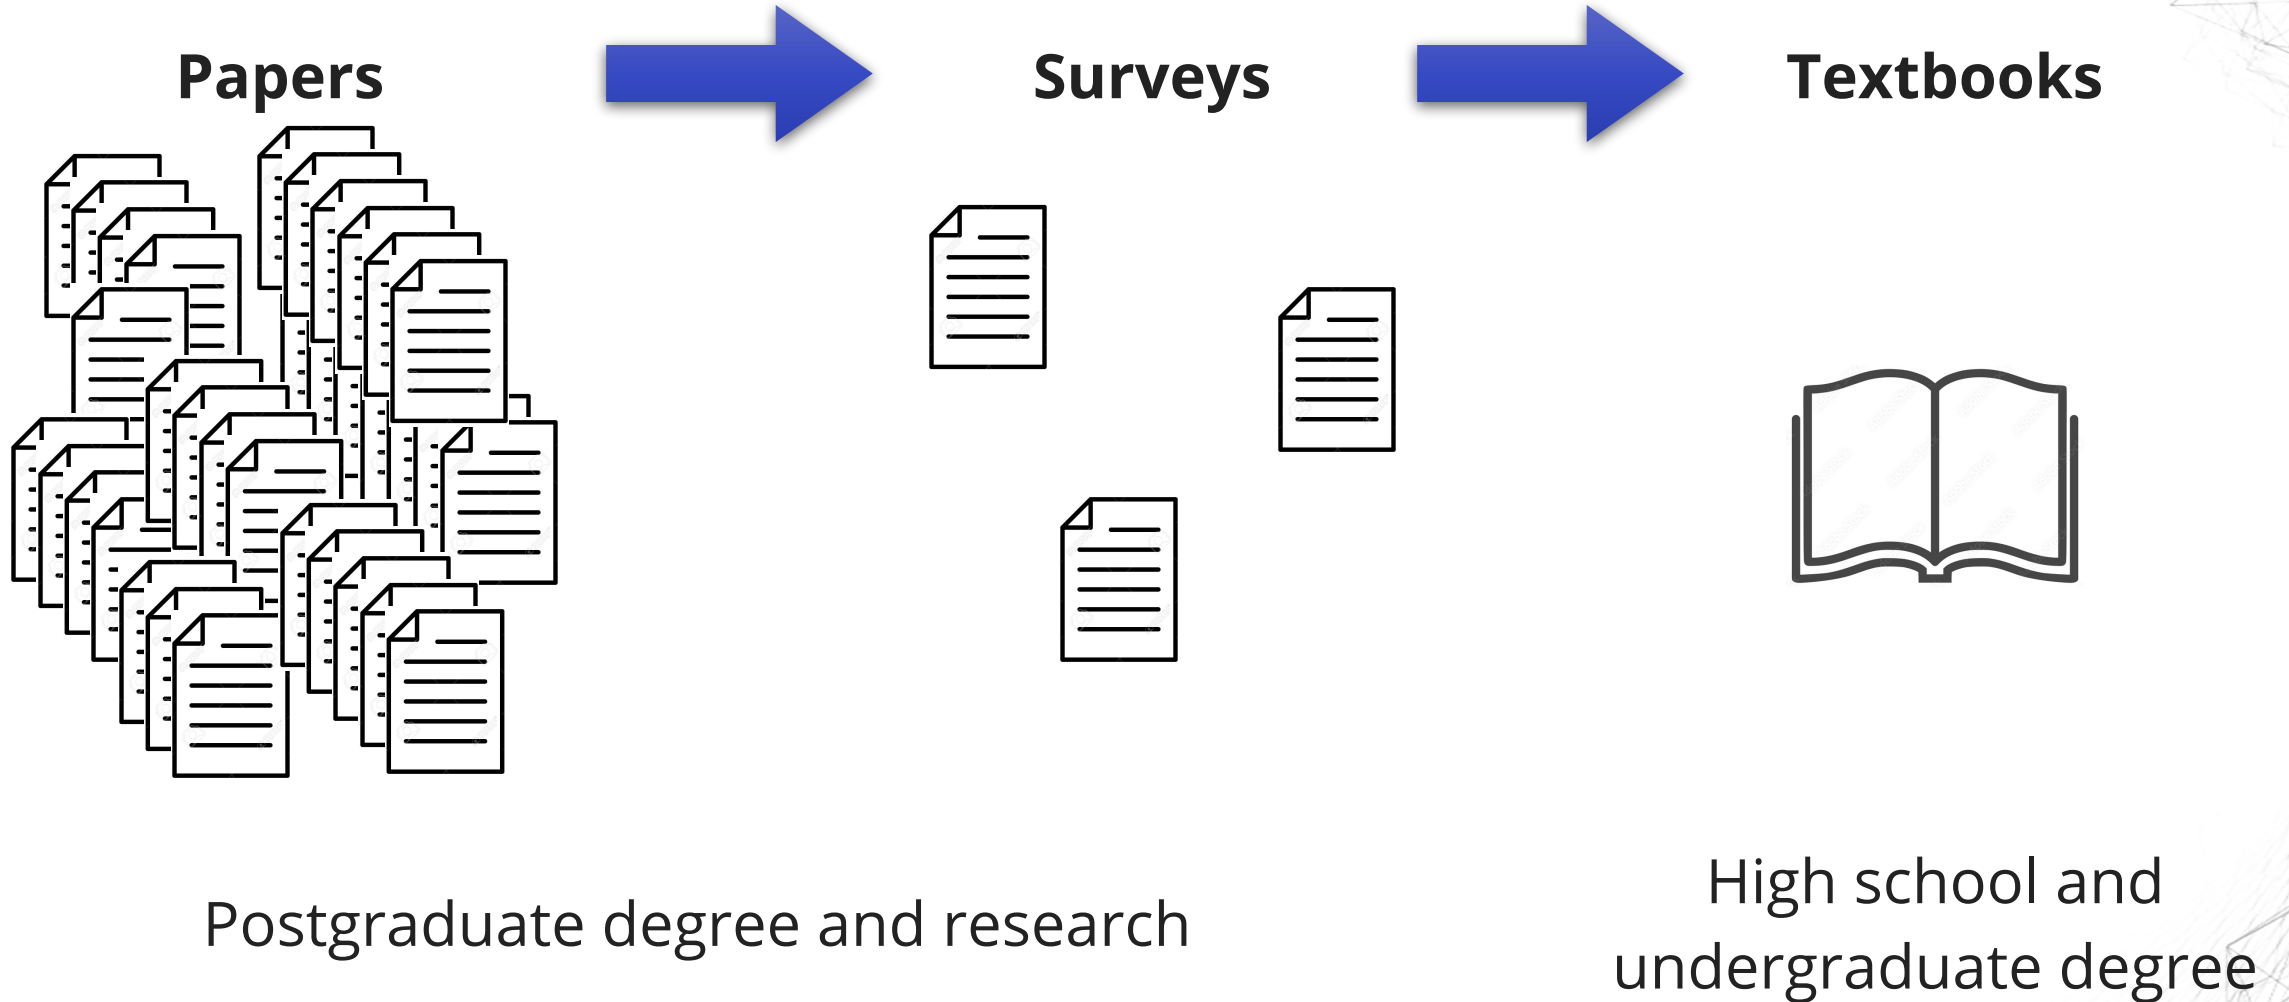 Papers
Surveys
Textbooks
Postgraduate degree and research
High school and
undergraduate degree